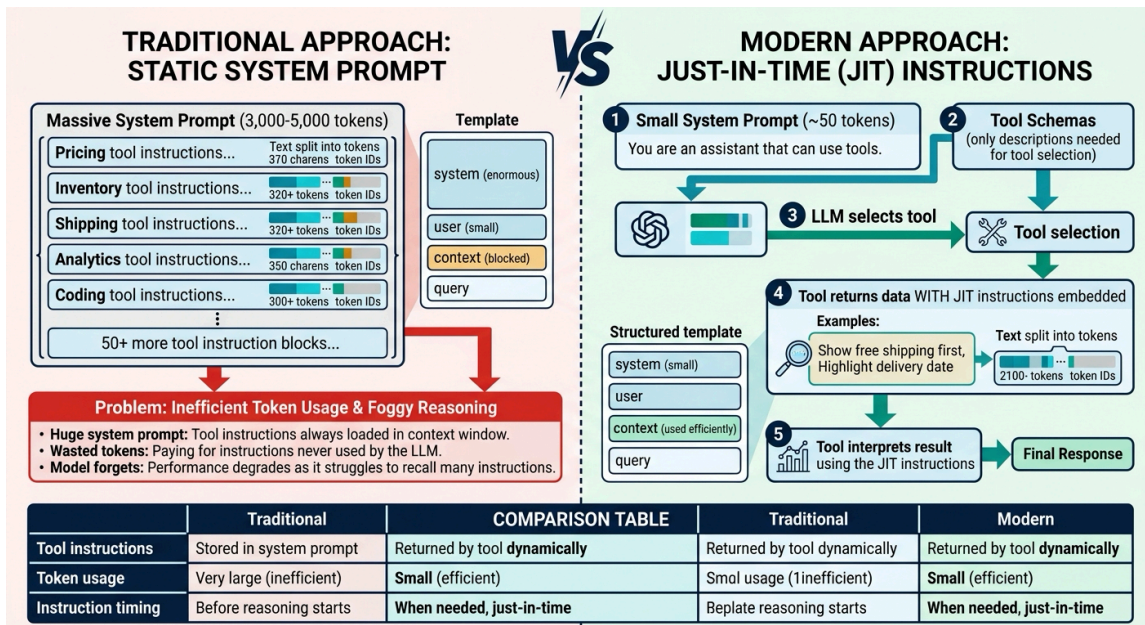 TRADITIONAL APPROACH:
STATIC SYSTEM PROMPT
VS
MODERN APPROACH:
JUST-IN-TIME (JIT) INSTRUCTIONS
Massive System Prompt (3,000-5,000 tokens)
Pricing tool instructions...
Text split into tokens
370 charens token IDs
Inventory tool instructions...
...
320+ tokens token IDs
Shipping tool instructions...
...
320+ tokens token IDs
Analytics tool instructions...
...
350 charens token IDs
Coding tool instructions...
...
300+ tokens token IDs
50+ more tool instruction blocks...
Template
system (enormous)
user (small)
context (blocked)
query
Problem: Inefficient Token Usage & Foggy Reasoning
• Huge system prompt: Tool instructions always loaded in context window.
• Wasted tokens: Paying for instructions never used by the LLM.
• Model forgets: Performance degrades as it struggles to recall many instructions.
1 Small System Prompt (~50 tokens)
You are an assistant that can use tools.
2 Tool Schemas
(only descriptions needed
for tool selection)
3 LLM selects tool
Tool selection
4 Tool returns data WITH JIT instructions embedded
Examples:
Show free shipping first,
Highlight delivery date
Text split into tokens
...
2100- tokens token IDs
Structured template
system (small)
user
context (used efficiently)
query
5 Tool interprets result
using the JIT instructions
Final Response
Traditional COMPARISON TABLE Traditional Modern
Tool instructions Stored in system prompt Returned by tool dynamically Returned by tool dynamically Returned by tool dynamically
Token usage Very large (inefficient) Small (efficient) Smol usage (1inefficient) Small (efficient)
Instruction timing Before reasoning starts When needed, just-in-time Beplate reasoning starts When needed, just-in-time